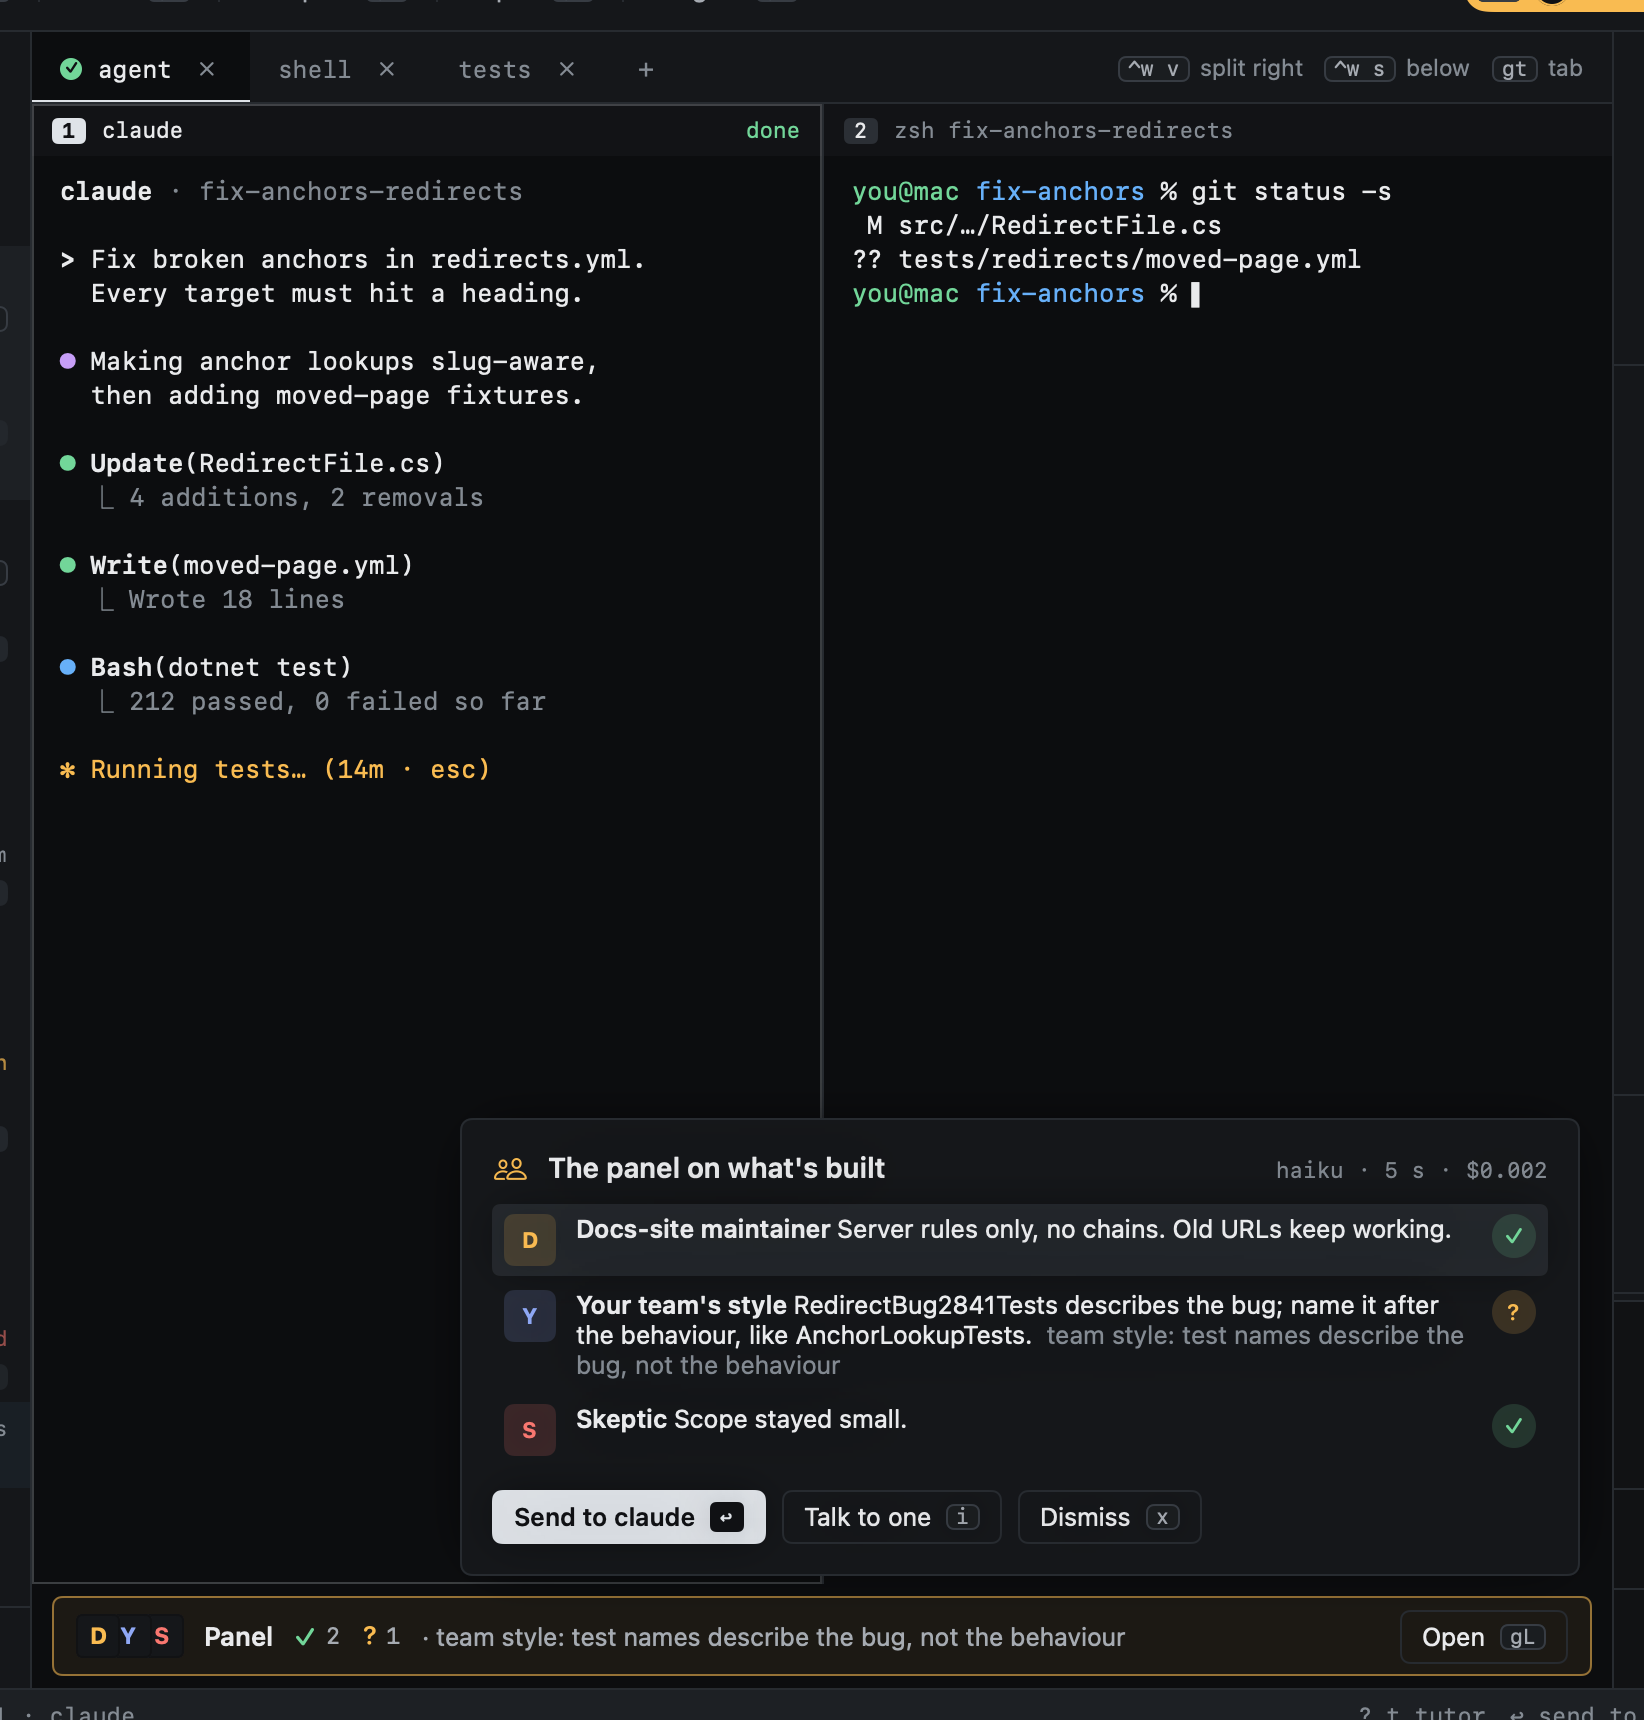 agent × shell × tests × + ^w v split right ^w s below gt tab
1 claude done
2 zsh fix-anchors-redirects
claude · fix-anchors-redirects
> Fix broken anchors in redirects.yml.
Every target must hit a heading.
● Making anchor lookups slug-aware,
then adding moved-page fixtures.
● Update(RedirectFile.cs)
⎿ 4 additions, 2 removals
● Write(moved-page.yml)
⎿ Wrote 18 lines
● Bash(dotnet test)
⎿ 212 passed, 0 failed so far
✻ Running tests… (14m · esc)
you@mac fix-anchors % git status -s
M src/…/RedirectFile.cs
?? tests/redirects/moved-page.yml
you@mac fix-anchors %
The panel on what's built haiku · 5 s · $0.002
D Docs-site maintainer Server rules only, no chains. Old URLs keep working. ✓
Y Your team's style RedirectBug2841Tests describes the bug; name it after ?
the behaviour, like AnchorLookupTests. team style: test names describe the
bug, not the behaviour
S Skeptic Scope stayed small. ✓
Send to claude ↩ Talk to one i Dismiss x
D Y S Panel ✓ 2 ? 1 · team style: test names describe the bug, not the behaviour Open gL
· claude ? t tutor ↩ send to